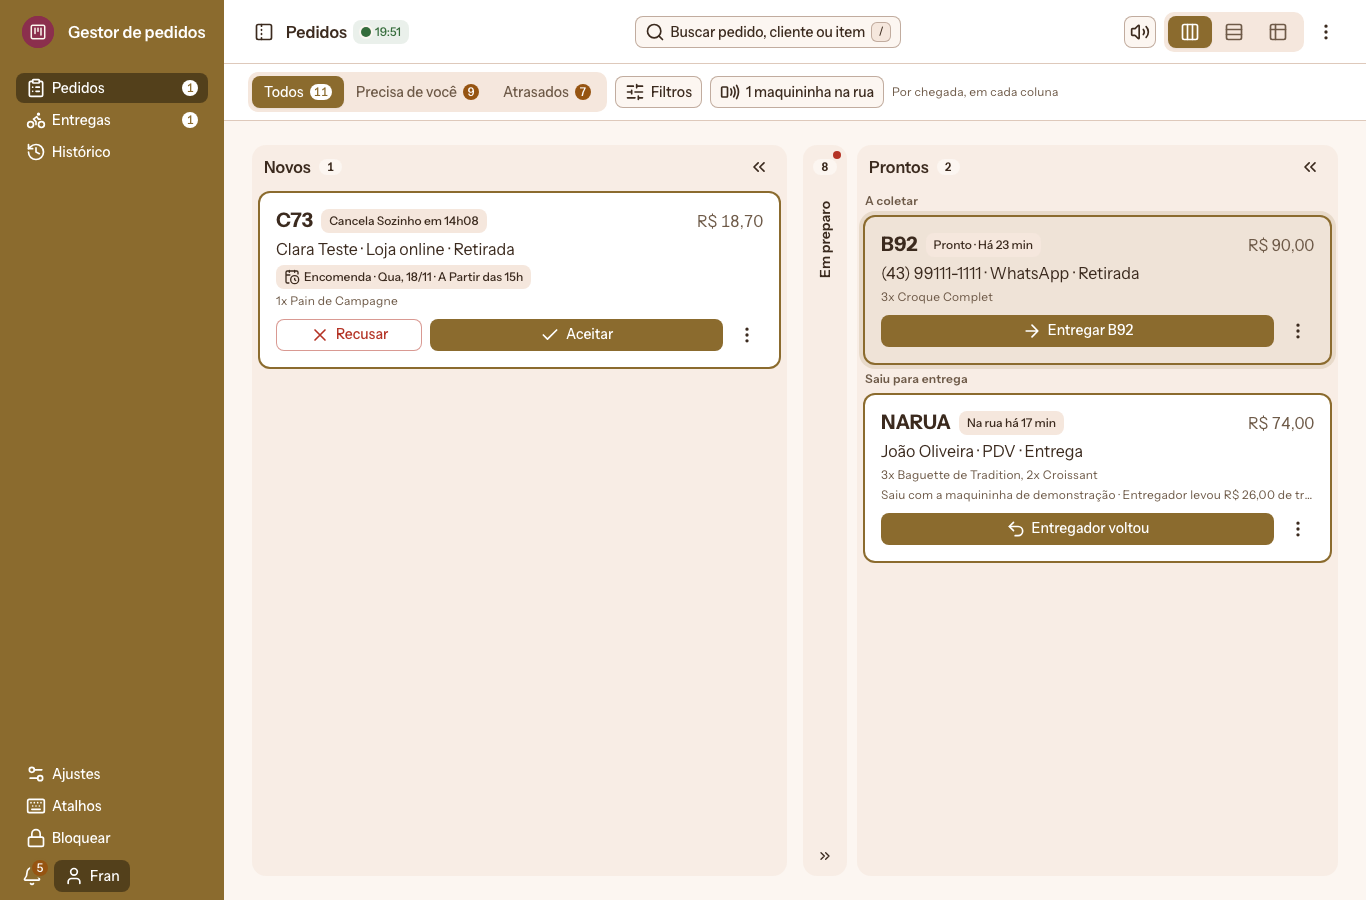 Gestor de pedidos
Pedidos 1
Entregas 1
Histórico
Ajustes
Atalhos
Bloquear
5
Fran
Pedidos 19:51
Buscar pedido, cliente ou item /
Todos 11 Precisa de você 9 Atrasados 7 Filtros 1 maquininha na rua Por chegada, em cada coluna
Novos 1
C73 Cancela Sozinho em 14h08 R$ 18,70
Clara Teste · Loja online · Retirada
Encomenda · Qua, 18/11 · A Partir das 15h
1x Pain de Campagne
Recusar Aceitar
8
Em preparo
Prontos 2
A coletar
B92 Pronto · Há 23 min R$ 90,00
(43) 99111-1111 · WhatsApp · Retirada
3x Croque Complet
Entregar B92
Saiu para entrega
NARUA Na rua há 17 min R$ 74,00
João Oliveira · PDV · Entrega
3x Baguette de Tradition, 2x Croissant
Saiu com a maquininha de demonstração · Entregador levou R$ 26,00 de tr...
Entregador voltou